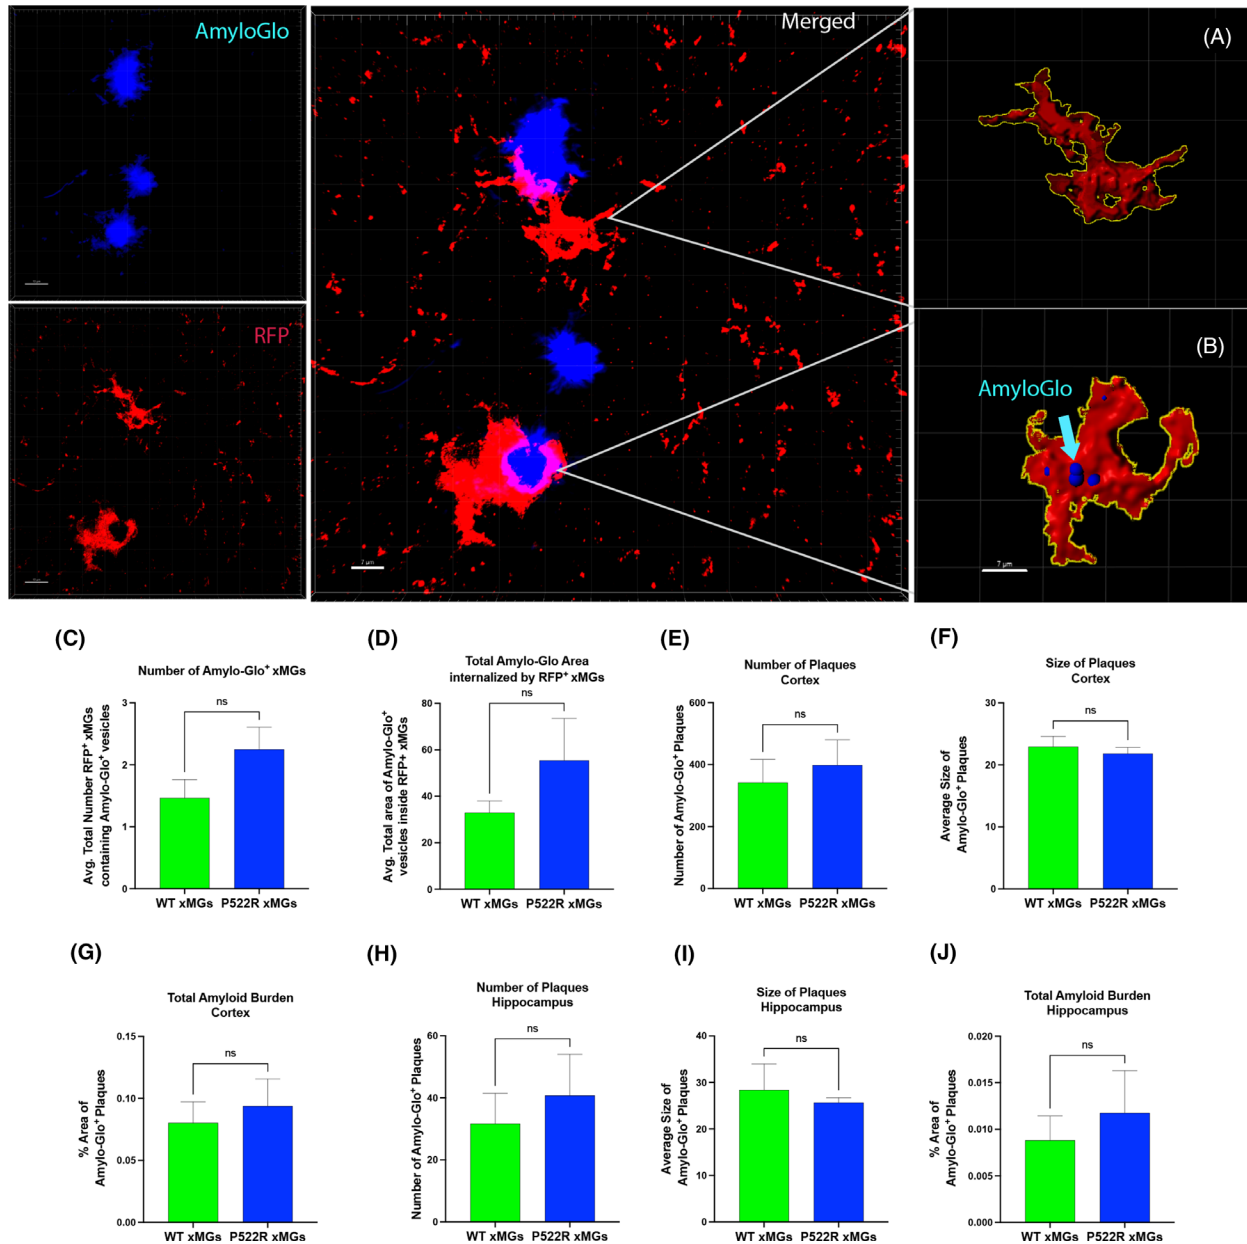 AmyloGlo
RFP
Merged
7 µm
(A)
(B)
AmyloGlo
7 µm
(C)
Number of Amylo-Glo⁺ xMGs
Avg. Total Number RFP⁺ xMGs
containing Amylo-Glo⁺ vesicles
3
2
1
0
ns
WT xMGs P522R xMGs
(D)
Total Amylo-Glo Area
internalized by RFP⁺ xMGs
Avg. Total area of Amylo-Glo⁺
vesicles inside RFP+ xMGs
80
60
40
20
0
ns
WT xMGs P522R xMGs
(E)
Number of Plaques
Cortex
Number of Amylo-Glo⁺ Plaques
600
400
200
0
ns
WT xMGs P522R xMGs
(F)
Size of Plaques
Cortex
Average Size of
Amylo-Glo⁺ Plaques
30
20
10
0
ns
WT xMGs P522R xMGs
(G)
Total Amyloid Burden
Cortex
% Area of
Amylo-Glo⁺ Plaques
0.15
0.10
0.05
0.00
ns
WT xMGs P522R xMGs
(H)
Number of Plaques
Hippocampus
Number of Amylo-Glo⁺ Plaques
60
40
20
0
ns
WT xMGs P522R xMGs
(I)
Size of Plaques
Hippocampus
Average Size of
Amylo-Glo⁺ Plaques
40
30
20
10
0
ns
WT xMGs P522R xMGs
(J)
Total Amyloid Burden
Hippocampus
% Area of
Amylo-Glo⁺ Plaques
0.020
0.015
0.010
0.005
0.000
ns
WT xMGs P522R xMGs